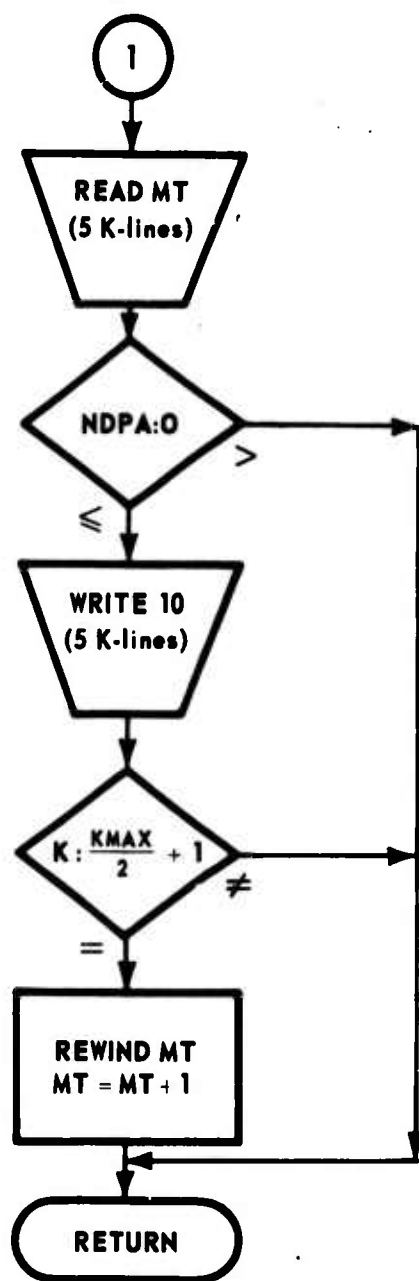 1
READ MT
(5 K-lines)
NDPA:O
>
≤
WRITE 10
(5 K-lines)
K : KMAX/2 + 1
≠
=
REWIND MT
MT = MT + 1
RETURN